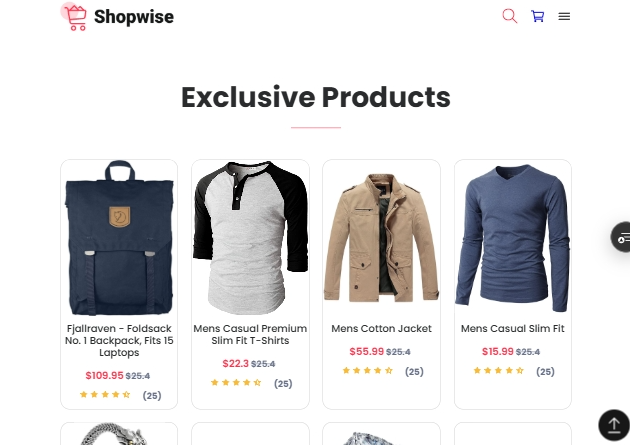 Shopwise
Exclusive Products
Fjallraven - Foldsack
No. 1 Backpack, Fits 15
Laptops
$109.95 $25.4
(25)
Mens Casual Premium
Slim Fit T-Shirts
$22.3 $25.4
(25)
Mens Cotton Jacket
$55.99 $25.4
(25)
Mens Casual Slim Fit
$15.99 $25.4
(25)